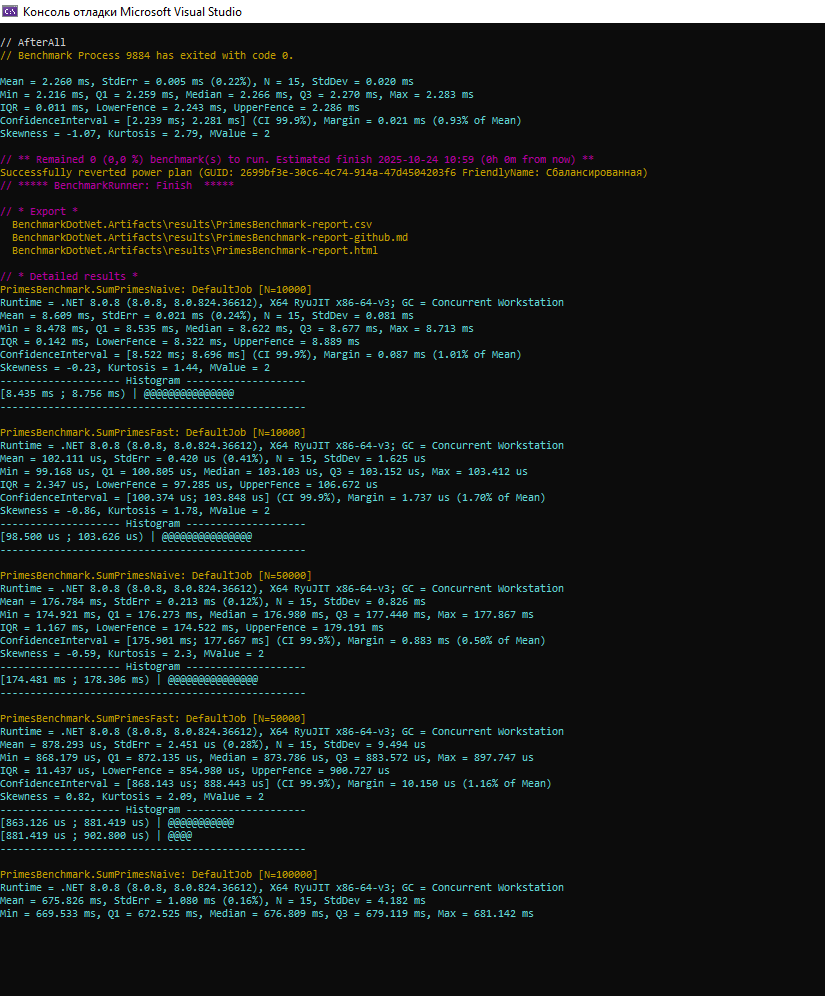 Консоль отладки Microsoft Visual Studio
// AfterAll
// Benchmark Process 9884 has exited with code 0.
Mean = 2.260 ms, StdErr = 0.005 ms (0.22%), N = 15, StdDev = 0.020 ms
Min = 2.216 ms, Q1 = 2.259 ms, Median = 2.266 ms, Q3 = 2.270 ms, Max = 2.283 ms
IQR = 0.011 ms, LowerFence = 2.243 ms, UpperFence = 2.286 ms
ConfidenceInterval = [2.239 ms; 2.281 ms] (CI 99.9%), Margin = 0.021 ms (0.93% of Mean)
Skewness = -1.07, Kurtosis = 2.79, MValue = 2
// ** Remained 0 (0,0 %) benchmark(s) to run. Estimated finish 2025-10-24 10:59 (0h 0m from now) **
Successfully reverted power plan (GUID: 2699bf3e-30c6-4c74-914a-47d4504203f6 FriendlyName: Сбалансированная)
// ***** BenchmarkRunner: Finish  *****
// * Export *
  BenchmarkDotNet.Artifacts\results\PrimesBenchmark-report.csv
  BenchmarkDotNet.Artifacts\results\PrimesBenchmark-report-github.md
  BenchmarkDotNet.Artifacts\results\PrimesBenchmark-report.html
// * Detailed results *
PrimesBenchmark.SumPrimesNaive: DefaultJob [N=10000]
Runtime = .NET 8.0.8 (8.0.8, 8.0.824.36612), X64 RyuJIT x86-64-v3; GC = Concurrent Workstation
Mean = 8.609 ms, StdErr = 0.021 ms (0.24%), N = 15, StdDev = 0.081 ms
Min = 8.478 ms, Q1 = 8.535 ms, Median = 8.622 ms, Q3 = 8.677 ms, Max = 8.713 ms
IQR = 0.142 ms, LowerFence = 8.322 ms, UpperFence = 8.889 ms
ConfidenceInterval = [8.522 ms; 8.696 ms] (CI 99.9%), Margin = 0.087 ms (1.01% of Mean)
Skewness = -0.23, Kurtosis = 1.44, MValue = 2
-------------------- Histogram --------------------
[8.435 ms ; 8.756 ms) | @@@@@@@@@@@@@@@
---------------------------------------------------
PrimesBenchmark.SumPrimesFast: DefaultJob [N=10000]
Runtime = .NET 8.0.8 (8.0.8, 8.0.824.36612), X64 RyuJIT x86-64-v3; GC = Concurrent Workstation
Mean = 102.111 us, StdErr = 0.420 us (0.41%), N = 15, StdDev = 1.625 us
Min = 99.168 us, Q1 = 100.805 us, Median = 103.103 us, Q3 = 103.152 us, Max = 103.412 us
IQR = 2.347 us, LowerFence = 97.285 us, UpperFence = 106.672 us
ConfidenceInterval = [100.374 us; 103.848 us] (CI 99.9%), Margin = 1.737 us (1.70% of Mean)
Skewness = -0.86, Kurtosis = 1.78, MValue = 2
-------------------- Histogram --------------------
[98.500 us ; 103.626 us) | @@@@@@@@@@@@@@@
---------------------------------------------------
PrimesBenchmark.SumPrimesNaive: DefaultJob [N=50000]
Runtime = .NET 8.0.8 (8.0.8, 8.0.824.36612), X64 RyuJIT x86-64-v3; GC = Concurrent Workstation
Mean = 176.784 ms, StdErr = 0.213 ms (0.12%), N = 15, StdDev = 0.826 ms
Min = 174.921 ms, Q1 = 176.273 ms, Median = 176.980 ms, Q3 = 177.440 ms, Max = 177.867 ms
IQR = 1.167 ms, LowerFence = 174.522 ms, UpperFence = 179.191 ms
ConfidenceInterval = [175.901 ms; 177.667 ms] (CI 99.9%), Margin = 0.883 ms (0.50% of Mean)
Skewness = -0.59, Kurtosis = 2.3, MValue = 2
-------------------- Histogram --------------------
[174.481 ms ; 178.306 ms) | @@@@@@@@@@@@@@@
---------------------------------------------------
PrimesBenchmark.SumPrimesFast: DefaultJob [N=50000]
Runtime = .NET 8.0.8 (8.0.8, 8.0.824.36612), X64 RyuJIT x86-64-v3; GC = Concurrent Workstation
Mean = 878.293 us, StdErr = 2.451 us (0.28%), N = 15, StdDev = 9.494 us
Min = 868.179 us, Q1 = 872.135 us, Median = 873.786 us, Q3 = 883.572 us, Max = 897.747 us
IQR = 11.437 us, LowerFence = 854.980 us, UpperFence = 900.727 us
ConfidenceInterval = [868.143 us; 888.443 us] (CI 99.9%), Margin = 10.150 us (1.16% of Mean)
Skewness = 0.82, Kurtosis = 2.09, MValue = 2
-------------------- Histogram --------------------
[863.126 us ; 881.419 us) | @@@@@@@@@@@
[881.419 us ; 902.800 us) | @@@@
---------------------------------------------------
PrimesBenchmark.SumPrimesNaive: DefaultJob [N=100000]
Runtime = .NET 8.0.8 (8.0.8, 8.0.824.36612), X64 RyuJIT x86-64-v3; GC = Concurrent Workstation
Mean = 675.826 ms, StdErr = 1.080 ms (0.16%), N = 15, StdDev = 4.182 ms
Min = 669.533 ms, Q1 = 672.525 ms, Median = 676.809 ms, Q3 = 679.119 ms, Max = 681.142 ms